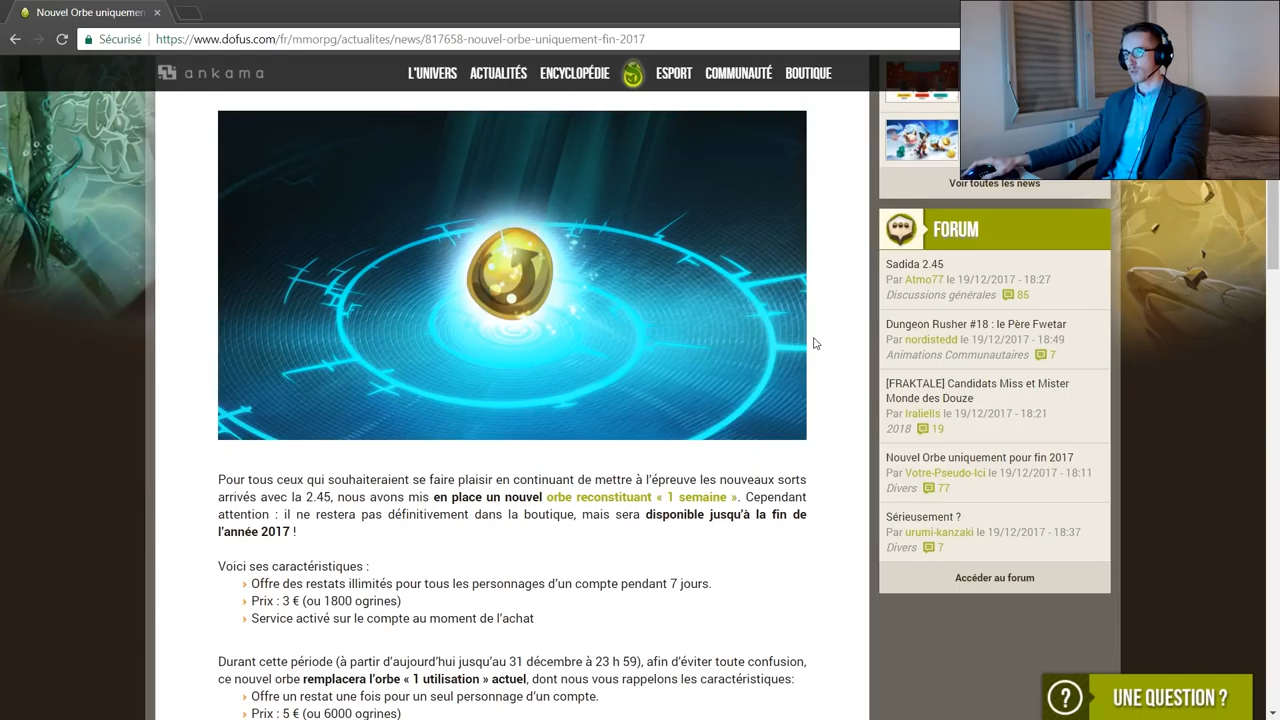 Nouvel Orbe uniquemen
Sécurisé
https://www.dofus.com/fr/mmorpg/actualites/news/817658-nouvel-orbe-uniquement-fin-2017
ankama
L'UNIVERS
ACTUALITÉS
ENCYCLOPÉDIE
ESPORT
COMMUNAUTÉ
BOUTIQUE
Pour tous ceux qui souhaiteraient se faire plaisir en continuant de mettre à l'épreuve les nouveaux sorts
arrivés avec la 2.45, nous avons mis en place un nouvel orbe reconstituant « 1 semaine ». Cependant
attention : il ne restera pas définitivement dans la boutique, mais sera disponible jusqu'à la fin de
l'année 2017 !
Voici ses caractéristiques :
› Offre des restats illimités pour tous les personnages d'un compte pendant 7 jours.
› Prix : 3 € (ou 1800 ogrines)
› Service activé sur le compte au moment de l'achat
Durant cette période (à partir d'aujourd'hui jusqu'au 31 décembre à 23 h 59), afin d'éviter toute confusion,
ce nouvel orbe remplacera l'orbe « 1 utilisation » actuel, dont nous vous rappelons les caractéristiques:
› Offre un restat une fois pour un seul personnage d'un compte.
› Prix : 5 € (ou 6000 ogrines)
Voir toutes les news
FORUM
Sadida 2.45
Par Atmo77 le 19/12/2017 - 18:27
Discussions générales 85
Dungeon Rusher #18 : le Père Fwetar
Par nordistedd le 19/12/2017 - 18:49
Animations Communautaires 7
[FRAKTALE] Candidats Miss et Mister
Monde des Douze
Par Iraliells le 19/12/2017 - 18:21
2018 19
Nouvel Orbe uniquement pour fin 2017
Par Votre-Pseudo-Ici le 19/12/2017 - 18:11
Divers 77
Sérieusement ?
Par urumi-kanzaki le 19/12/2017 - 18:37
Divers 7
Accéder au forum
? UNE QUESTION ?